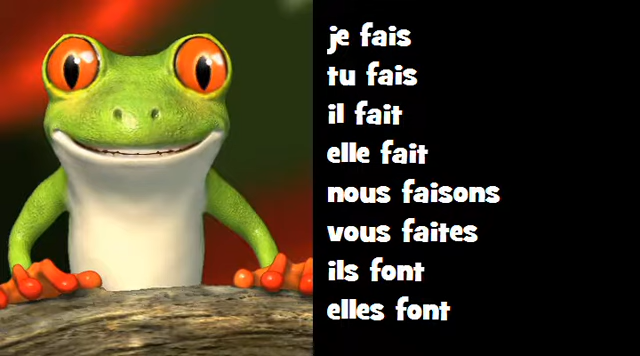 je fais
tu fais
il fait
elle fait
nous faisons
vous faites
ils font
elles font